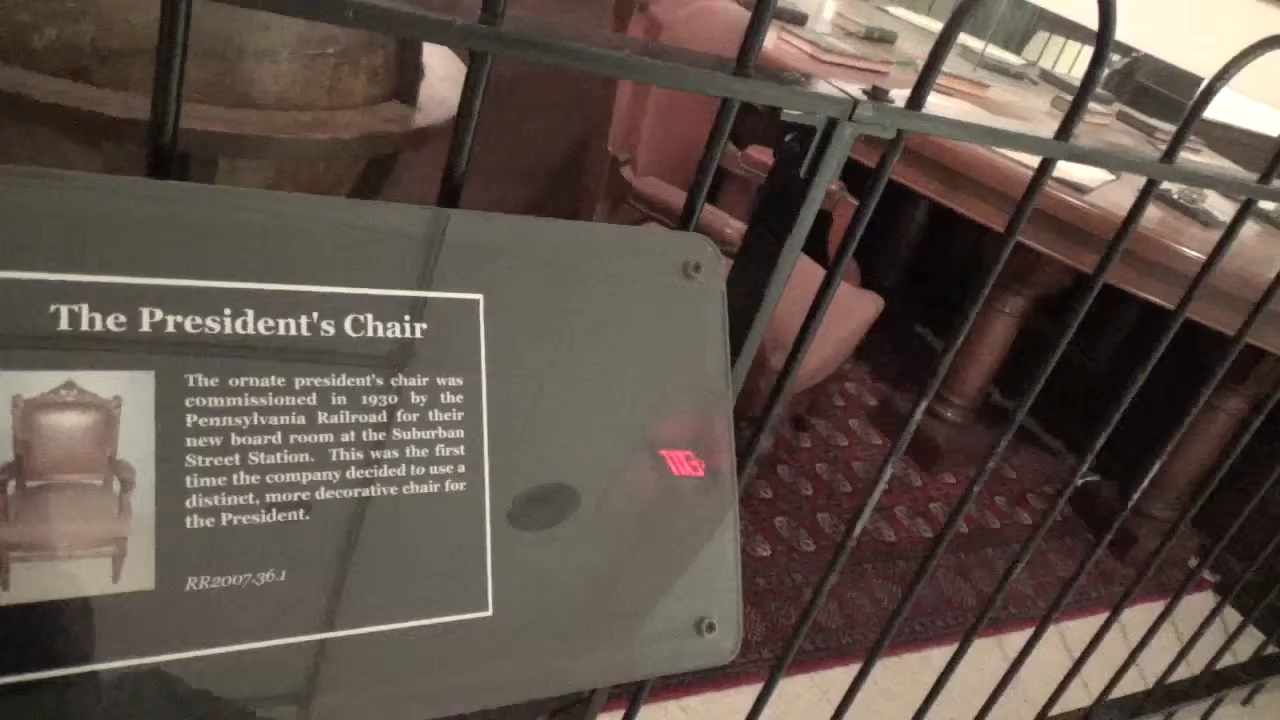 The President's Chair
The ornate president's chair was
commissioned in 1930 by the
Pennsylvania Railroad for their
new board room at the Suburban
Street Station. This was the first
time the company decided to use a
distinct, more decorative chair for
the President.
RR2007.36.1